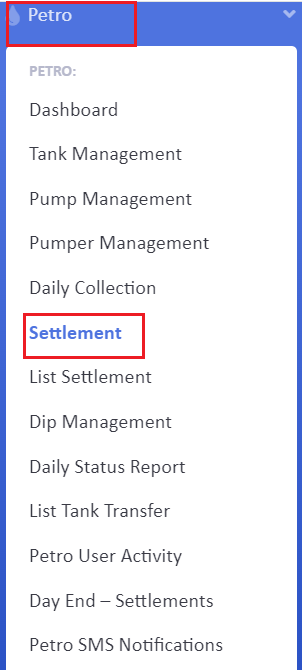 Petro
PETRO:
Dashboard
Tank Management
Pump Management
Pumper Management
Daily Collection
Settlement
List Settlement
Dip Management
Daily Status Report
List Tank Transfer
Petro User Activity
Day End – Settlements
Petro SMS Notifications